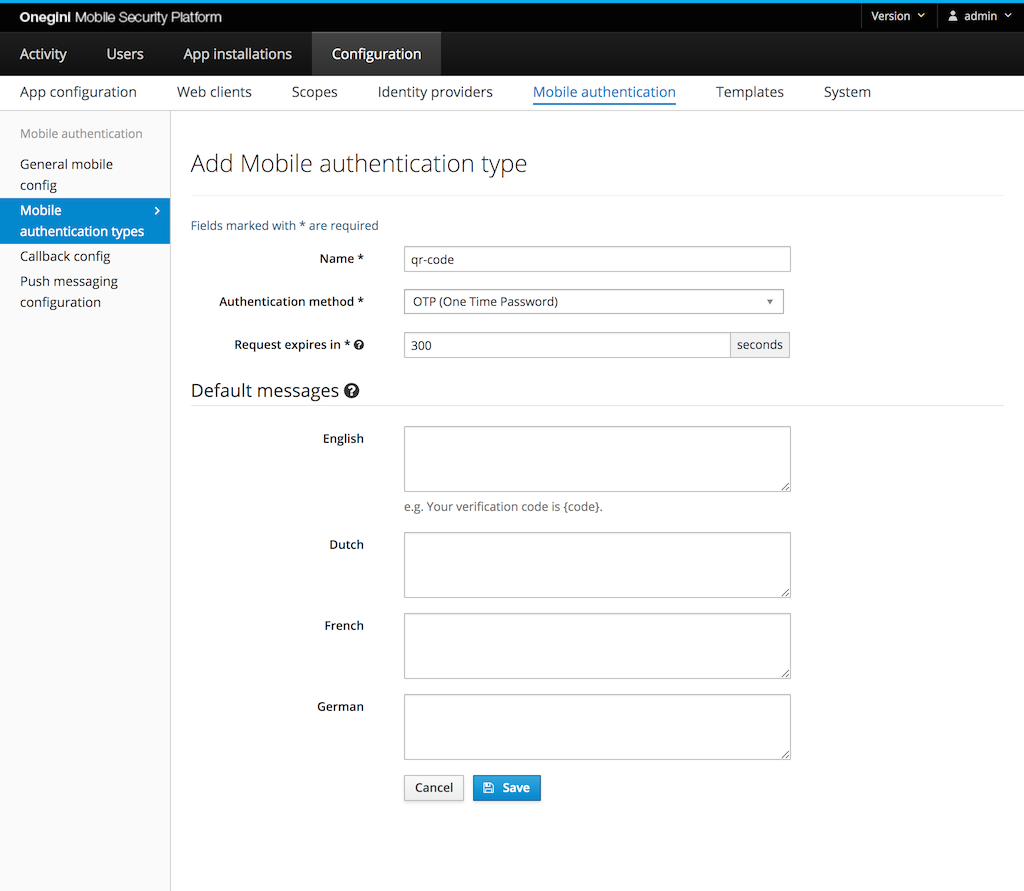 Onegini Mobile Security Platform
Version
admin
Activity
Users
App installations
Configuration
App configuration
Web clients
Scopes
Identity providers
Mobile authentication
Templates
System
Mobile authentication
General mobile
config
Mobile
authentication types
Callback config
Push messaging
configuration
Add Mobile authentication type
Fields marked with * are required
Name *
qr-code
Authentication method *
OTP (One Time Password)
Request expires in * ?
300
seconds
Default messages ?
English
e.g. Your verification code is {code}.
Dutch
French
German
Cancel
Save